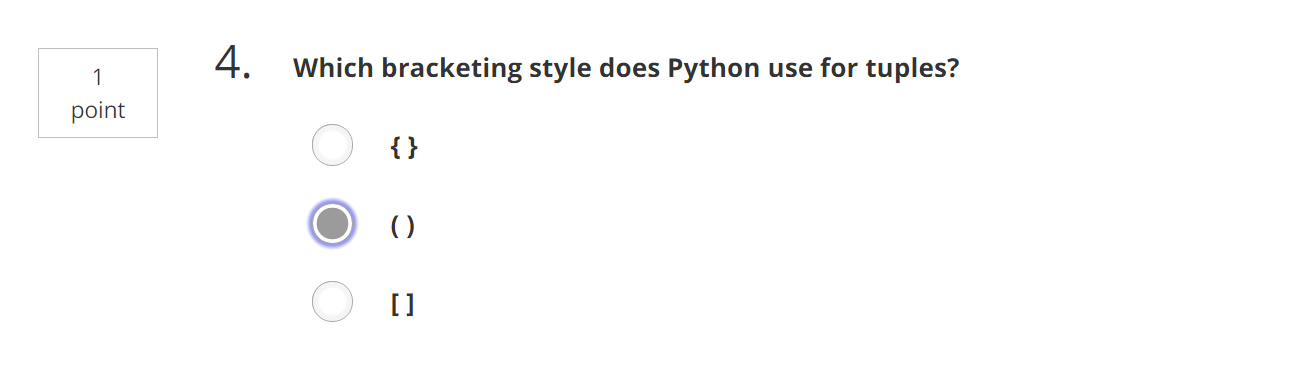 1
point
4. Which bracketing style does Python use for tuples?
{ }
( )
[ ]